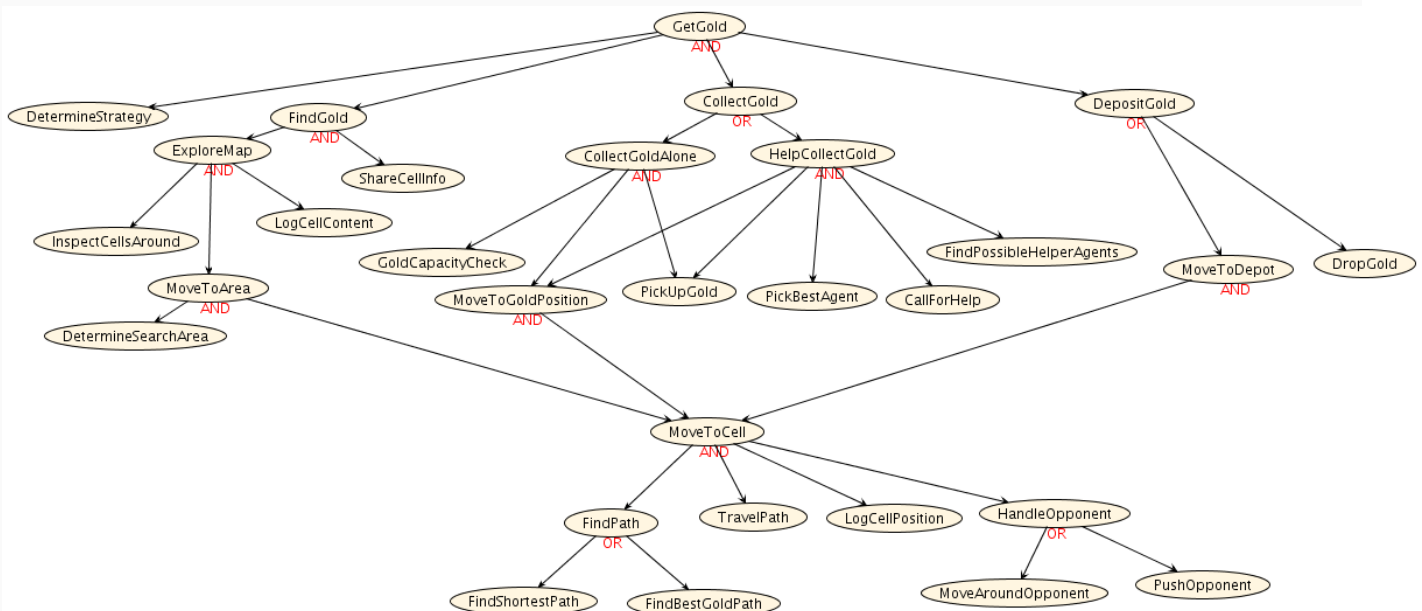 GetGold
AND
DetermineStrategy
FindGold
AND
CollectGold
OR
DepositGold
OR
ExploreMap
AND
ShareCellInfo
CollectGoldAlone
AND
HelpCollectGold
AND
InspectCellsAround
LogCellContent
GoldCapacityCheck
FindPossibleHelperAgents
MoveToDepot
AND
DropGold
MoveToArea
AND
MoveToGoldPosition
AND
PickUpGold
PickBestAgent
CallForHelp
DetermineSearchArea
MoveToCell
AND
FindPath
OR
TravelPath
LogCellPosition
HandleOpponent
OR
FindShortestPath
FindBestGoldPath
MoveAroundOpponent
PushOpponent